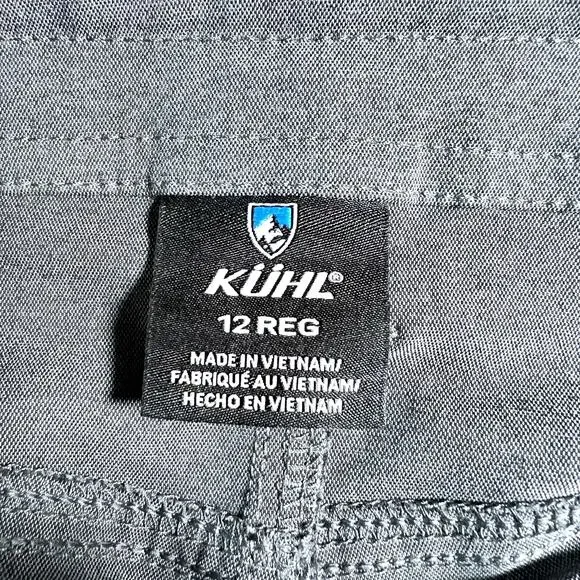 KÜHL®
12 REG
MADE IN VIETNAM/
FABRIQUÉ AU VIETNAM/
HECHO EN VIETNAM